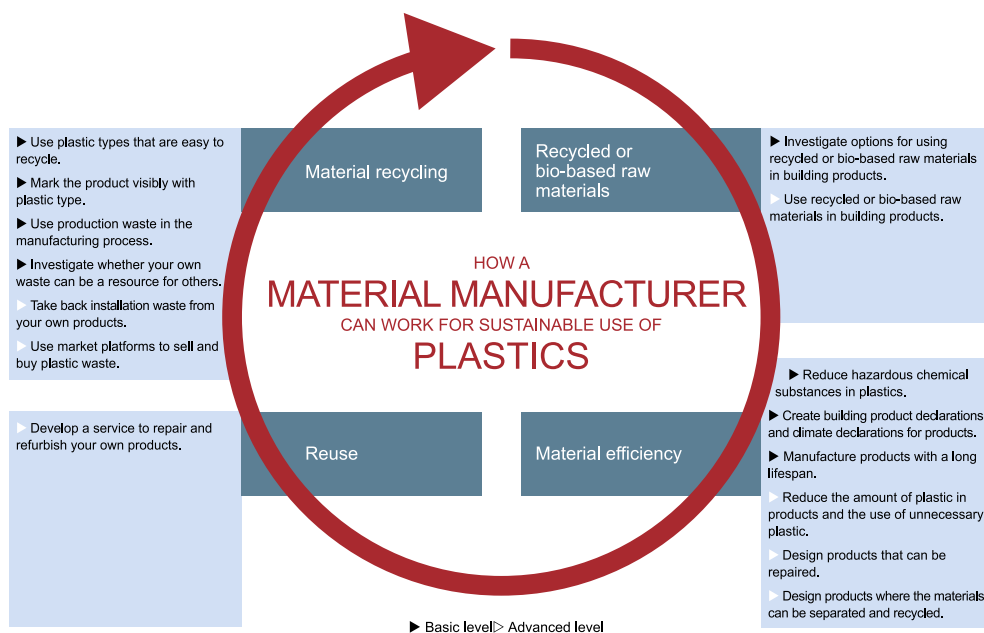 HOW A
MATERIAL MANUFACTURER
CAN WORK FOR SUSTAINABLE USE OF
PLASTICS
Recycled or
bio-based raw
materials
▶ Investigate options for using
recycled or bio-based raw materials
in building products.
▷ Use recycled or bio-based raw
materials in building products.
Material efficiency
▶ Reduce hazardous chemical
substances in plastics.
▶ Create building product declarations
and climate declarations for products.
▶ Manufacture products with a long
lifespan.
▷ Reduce the amount of plastic in
products and the use of unnecessary
plastic.
▷ Design products that can be
repaired.
▷ Design products where the materials
can be separated and recycled.
Reuse
▷ Develop a service to repair and
refurbish your own products.
Material recycling
▶ Use plastic types that are easy to
recycle.
▶ Mark the product visibly with
plastic type.
▶ Use production waste in the
manufacturing process.
▶ Investigate whether your own
waste can be a resource for others.
▷ Take back installation waste from
your own products.
▷ Use market platforms to sell and
buy plastic waste.
▶ Basic level▷ Advanced level